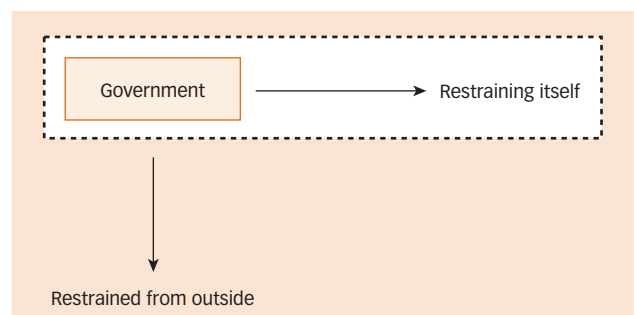 Government
Restraining itself
Restrained from outside